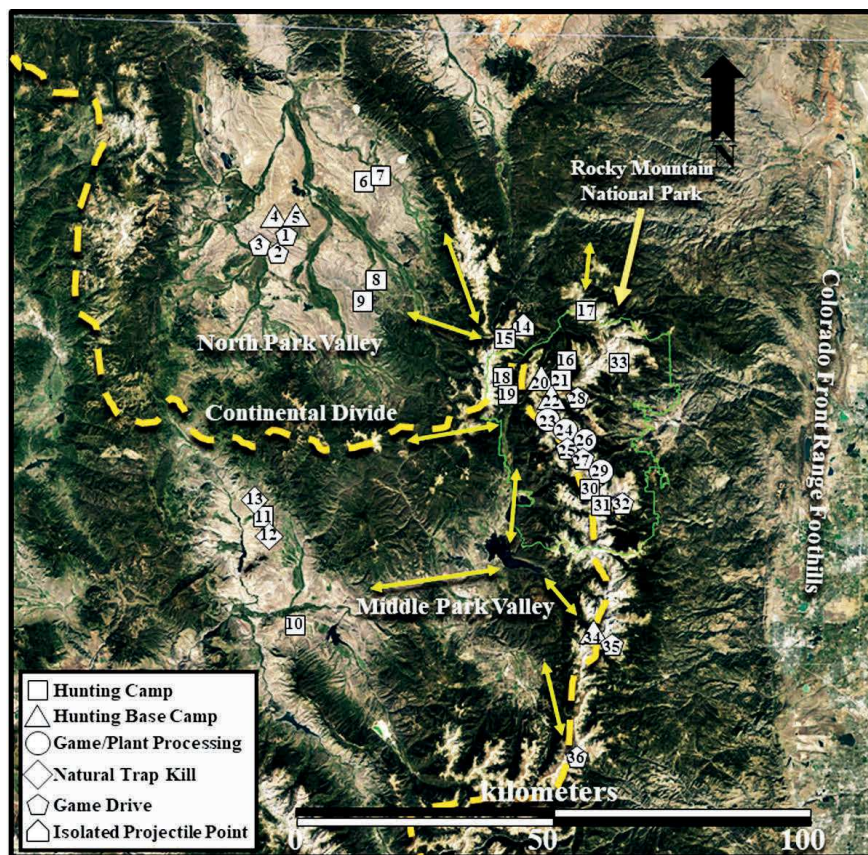 Rocky Mountain
National Park
6 7
4 5
1
3
2
8
9
17
Colorado Front Range Foothills
14
15
North Park Valley
16
33
18
20 21
19
22 28
Continental Divide
23
24
26
25
27
29
13
30
11
31 32
12
Middle Park Valley
10
34
35
36
Hunting Camp
Hunting Base Camp
Game/Plant Processing
Natural Trap Kill
Game Drive
Isolated Projectile Point
kilometers
0 50 100